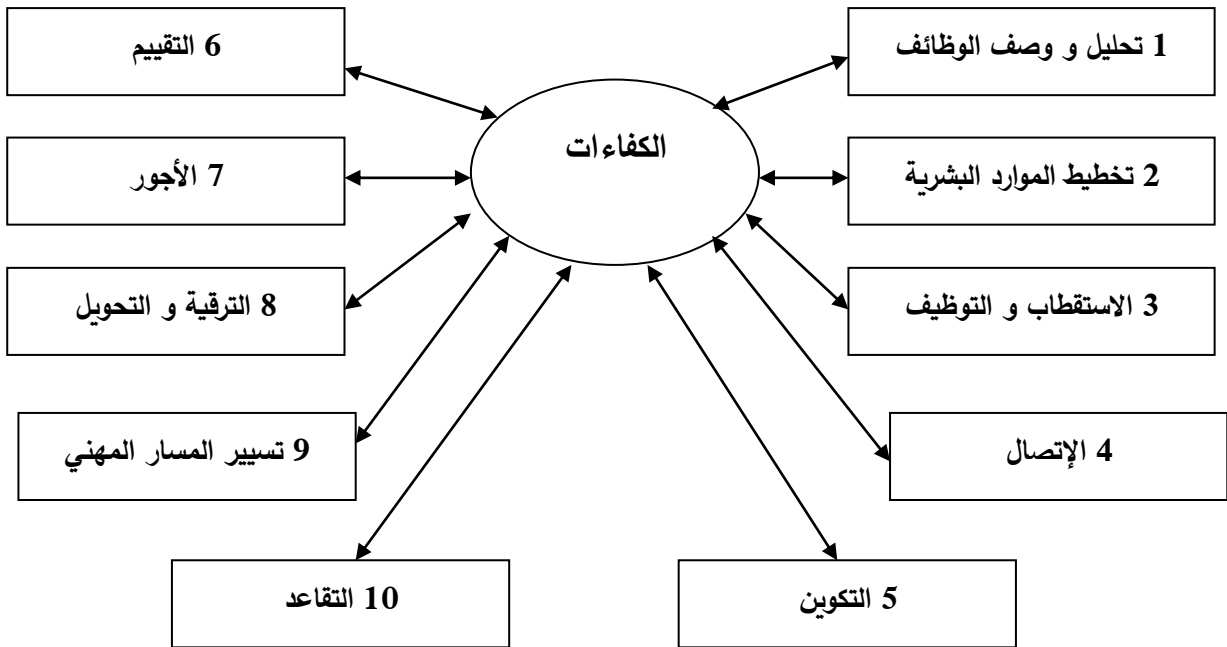 الكفاءات
1 تحليل و وصف الوظائف
2 تخطيط الموارد البشرية
3 الاستقطاب و التوظيف
4 الإتصال
5 التكوين
6 التقييم
7 الأجور
8 الترقية و التحويل
9 تسيير المسار المهني
10 التقاعد